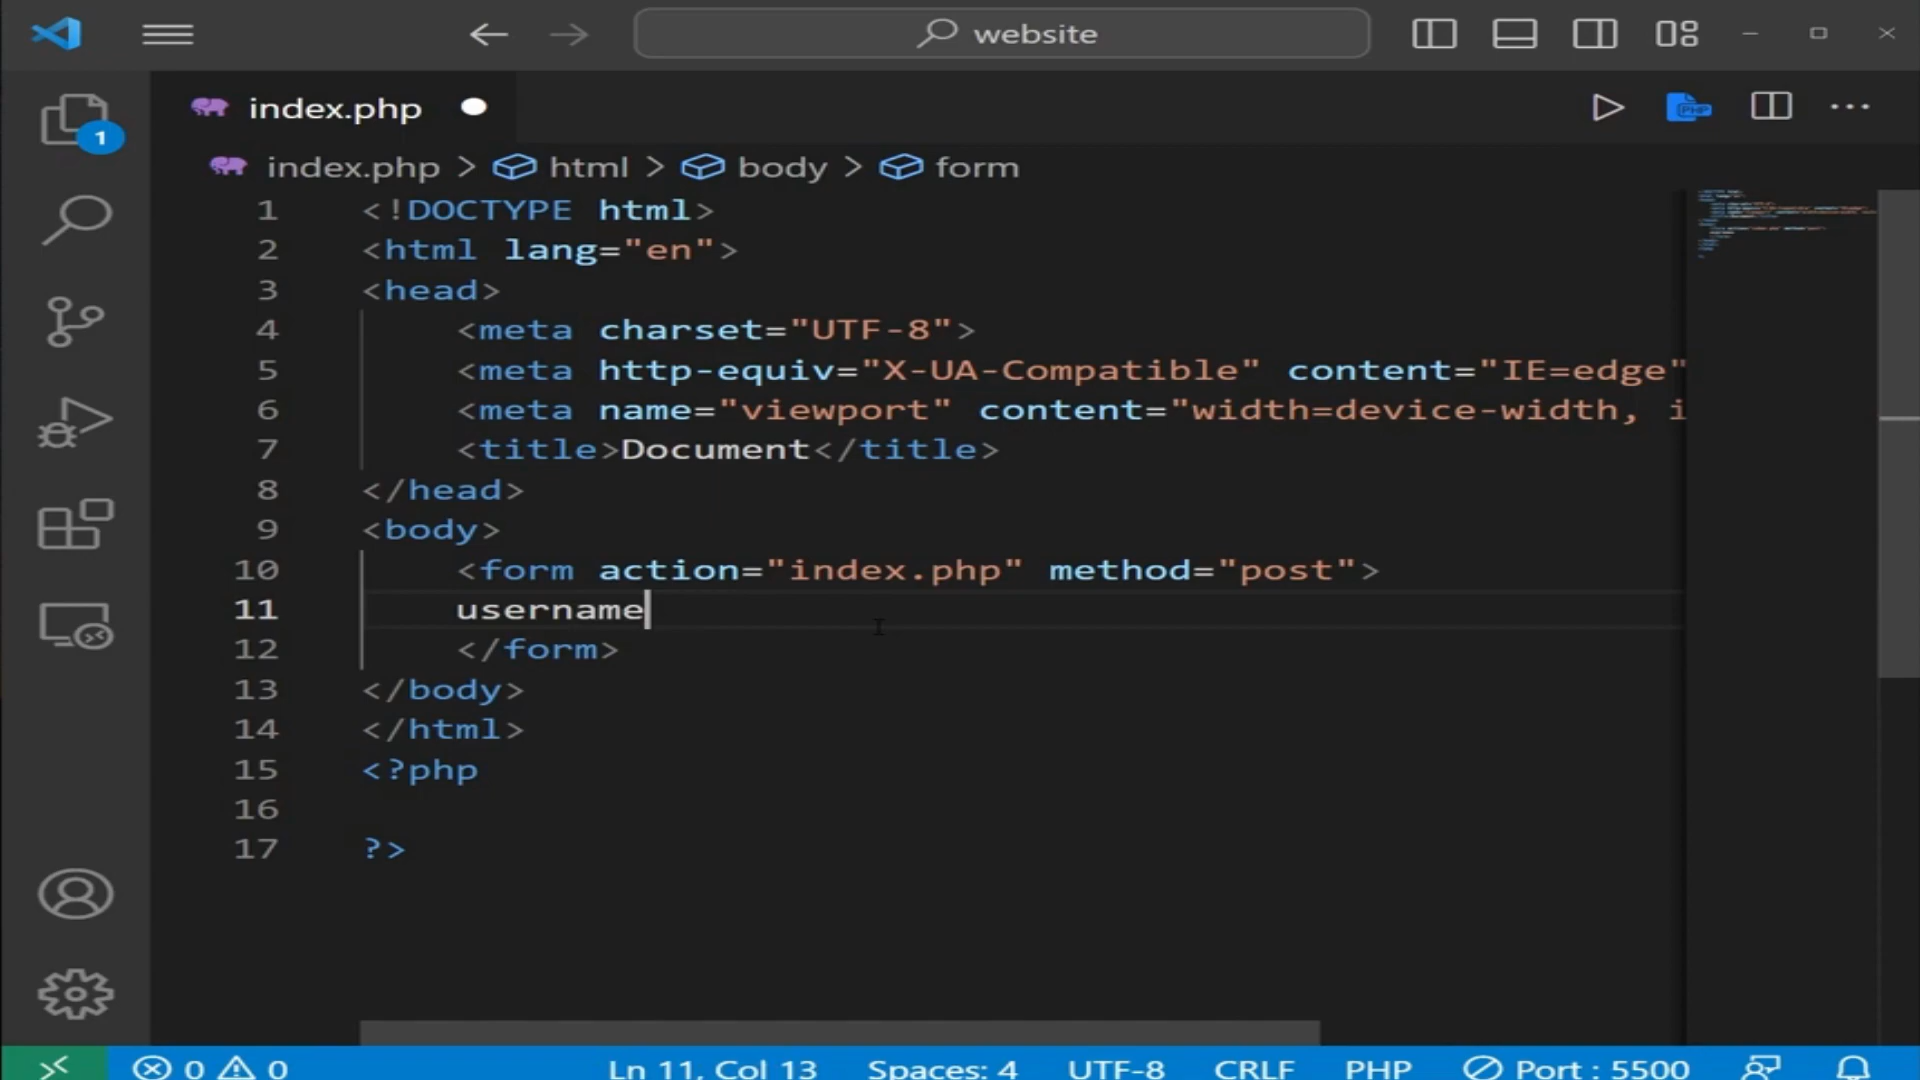 website
index.php
1
index.php > html > body > form
1 <!DOCTYPE html>
2 <html lang="en">
3 <head>
4 <meta charset="UTF-8">
5 <meta http-equiv="X-UA-Compatible" content="IE=edge"
6 <meta name="viewport" content="width=device-width, i
7 <title>Document</title>
8 </head>
9 <body>
10 <form action="index.php" method="post">
11 username
12 </form>
13 </body>
14 </html>
15 <?php
16
17 ?>
0 0 Ln 11, Col 13 Spaces: 4 UTF-8 CRLF PHP Port : 5500